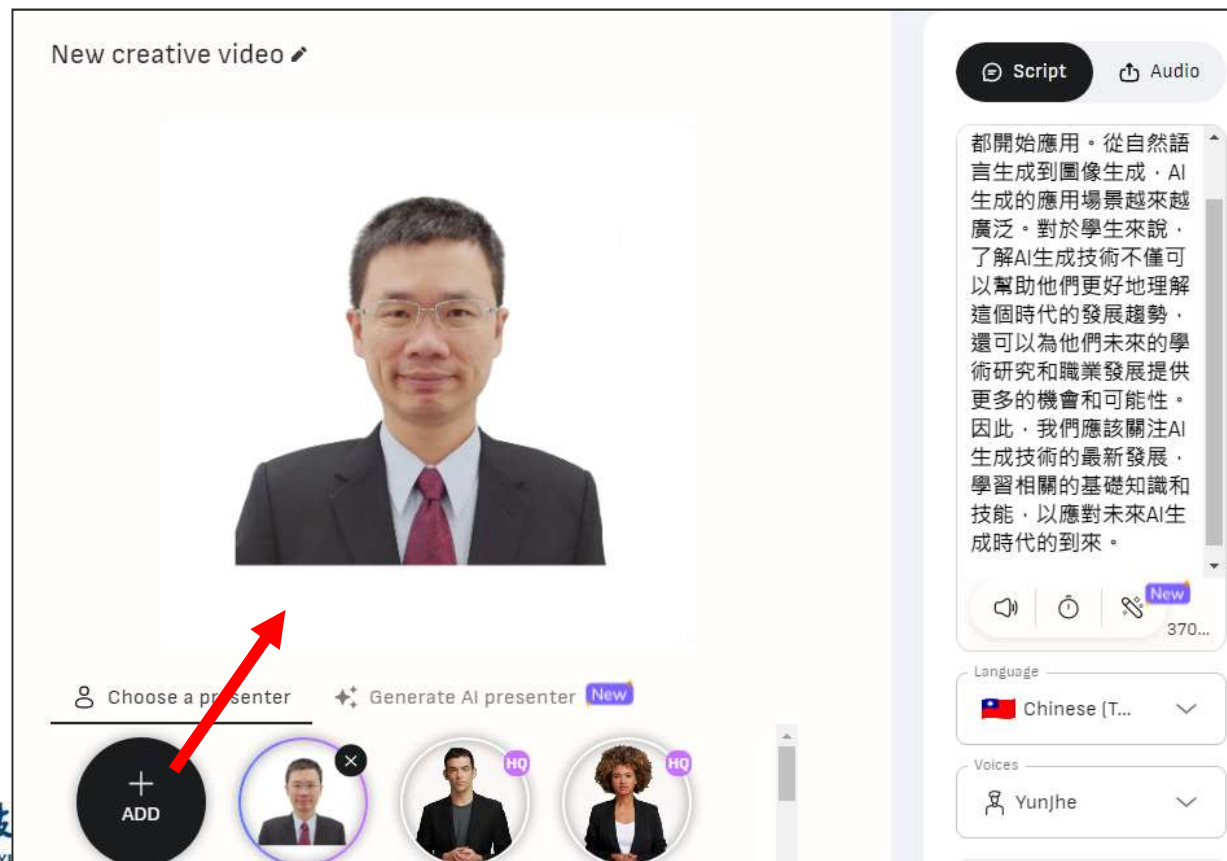 New creative video
Script
Audio
都開始應用。從自然語
言生成到圖像生成，AI
生成的應用場景越來越
廣泛。對於學生來說，
了解AI生成技術不僅可
以幫助他們更好地理解
這個時代的發展趨勢，
還可以為他們未來的學
術研究和職業發展提供
更多的機會和可能性。
因此，我們應該關注AI
生成技術的最新發展，
學習相關的基礎知識和
技能，以應對未來AI生
成時代的到來。
New
370...
Language
Chinese (T...
Voices
YunJhe
Choose a presenter
Generate AI presenter New
ADD
HQ
HQ